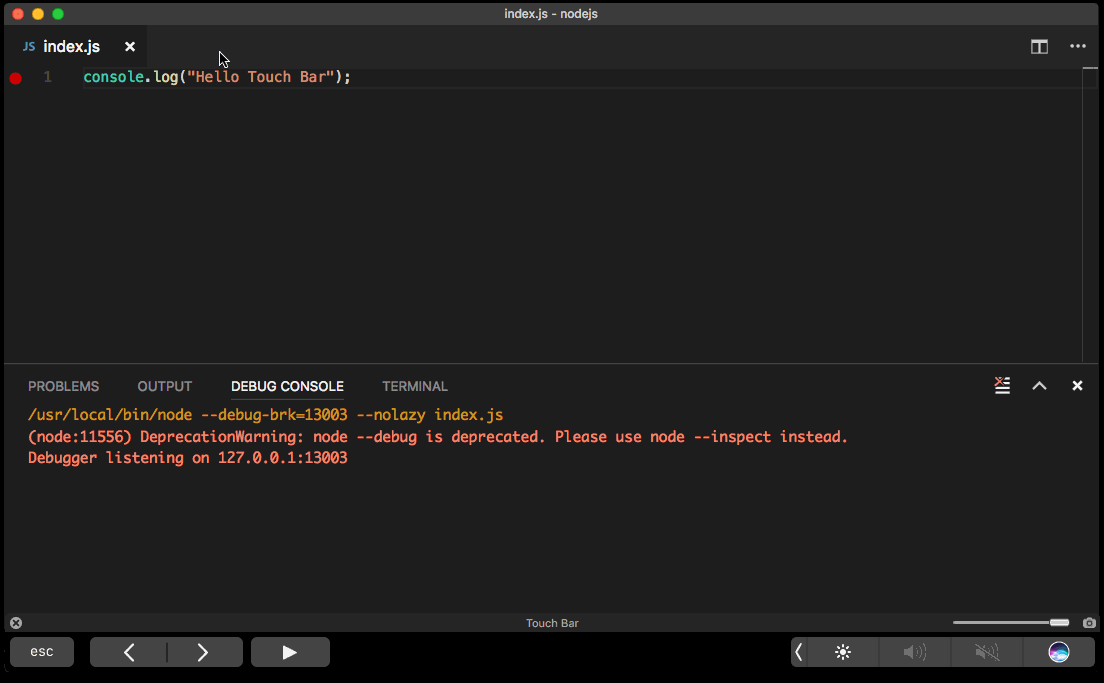 index.js - nodejs
JS index.js
1 console.log("Hello Touch Bar");
PROBLEMS OUTPUT DEBUG CONSOLE TERMINAL
/usr/local/bin/node --debug-brk=13003 --nolazy index.js
(node:11556) DeprecationWarning: node --debug is deprecated. Please use node --inspect instead.
Debugger listening on 127.0.0.1:13003
Touch Bar
esc